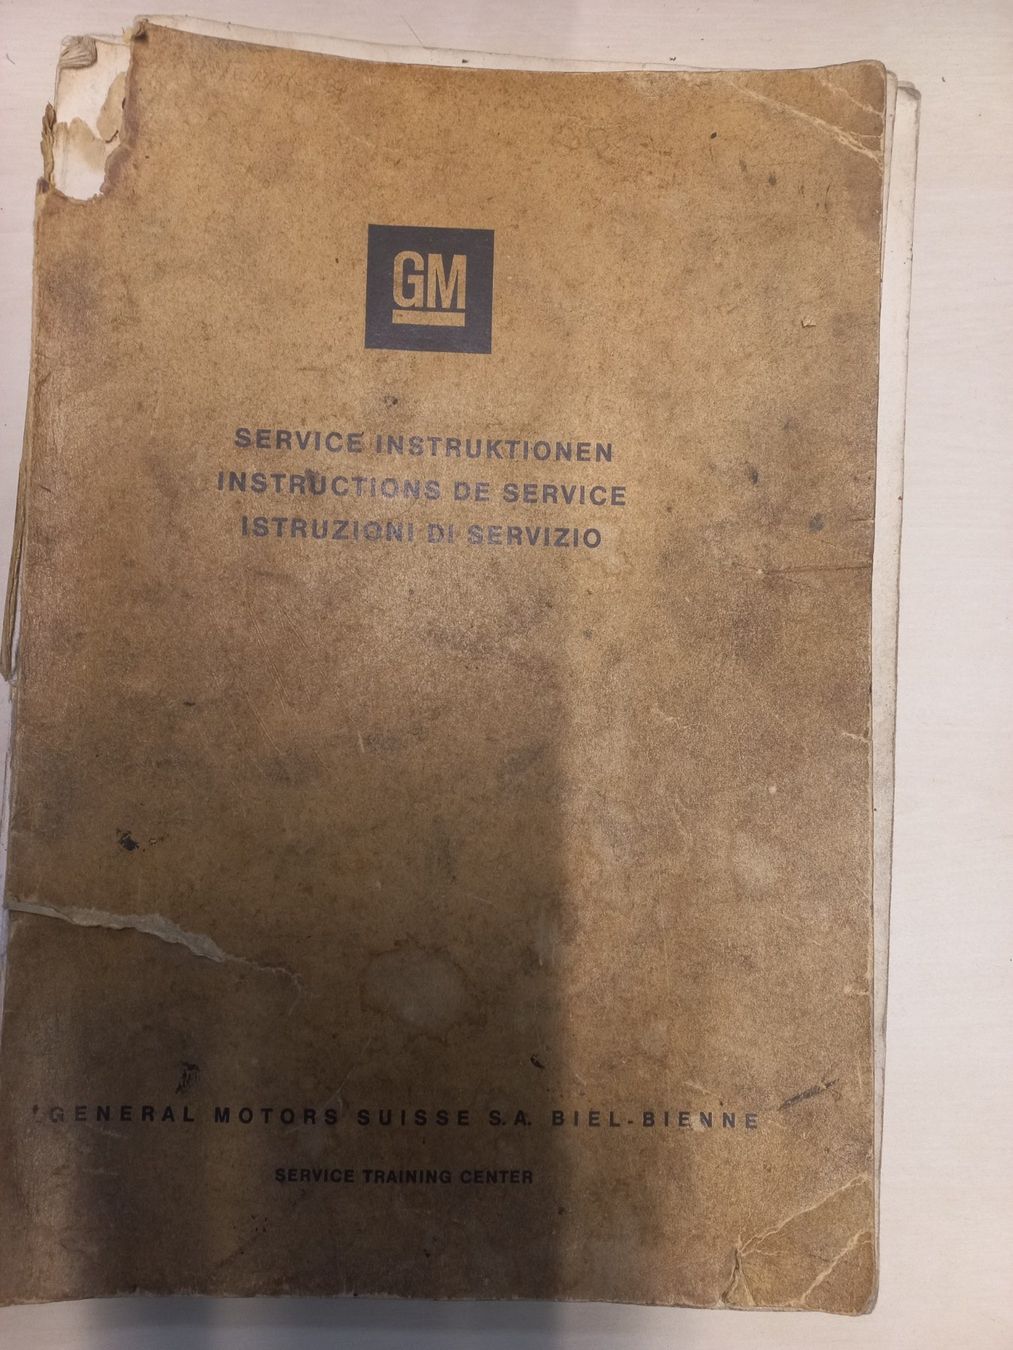 GM
SERVICE INSTRUKTIONEN
INSTRUCTIONS DE SERVICE
ISTRUZIONI DI SERVIZIO
GENERAL MOTORS SUISSE S.A. BIEL-BIENNE
SERVICE TRAINING CENTER